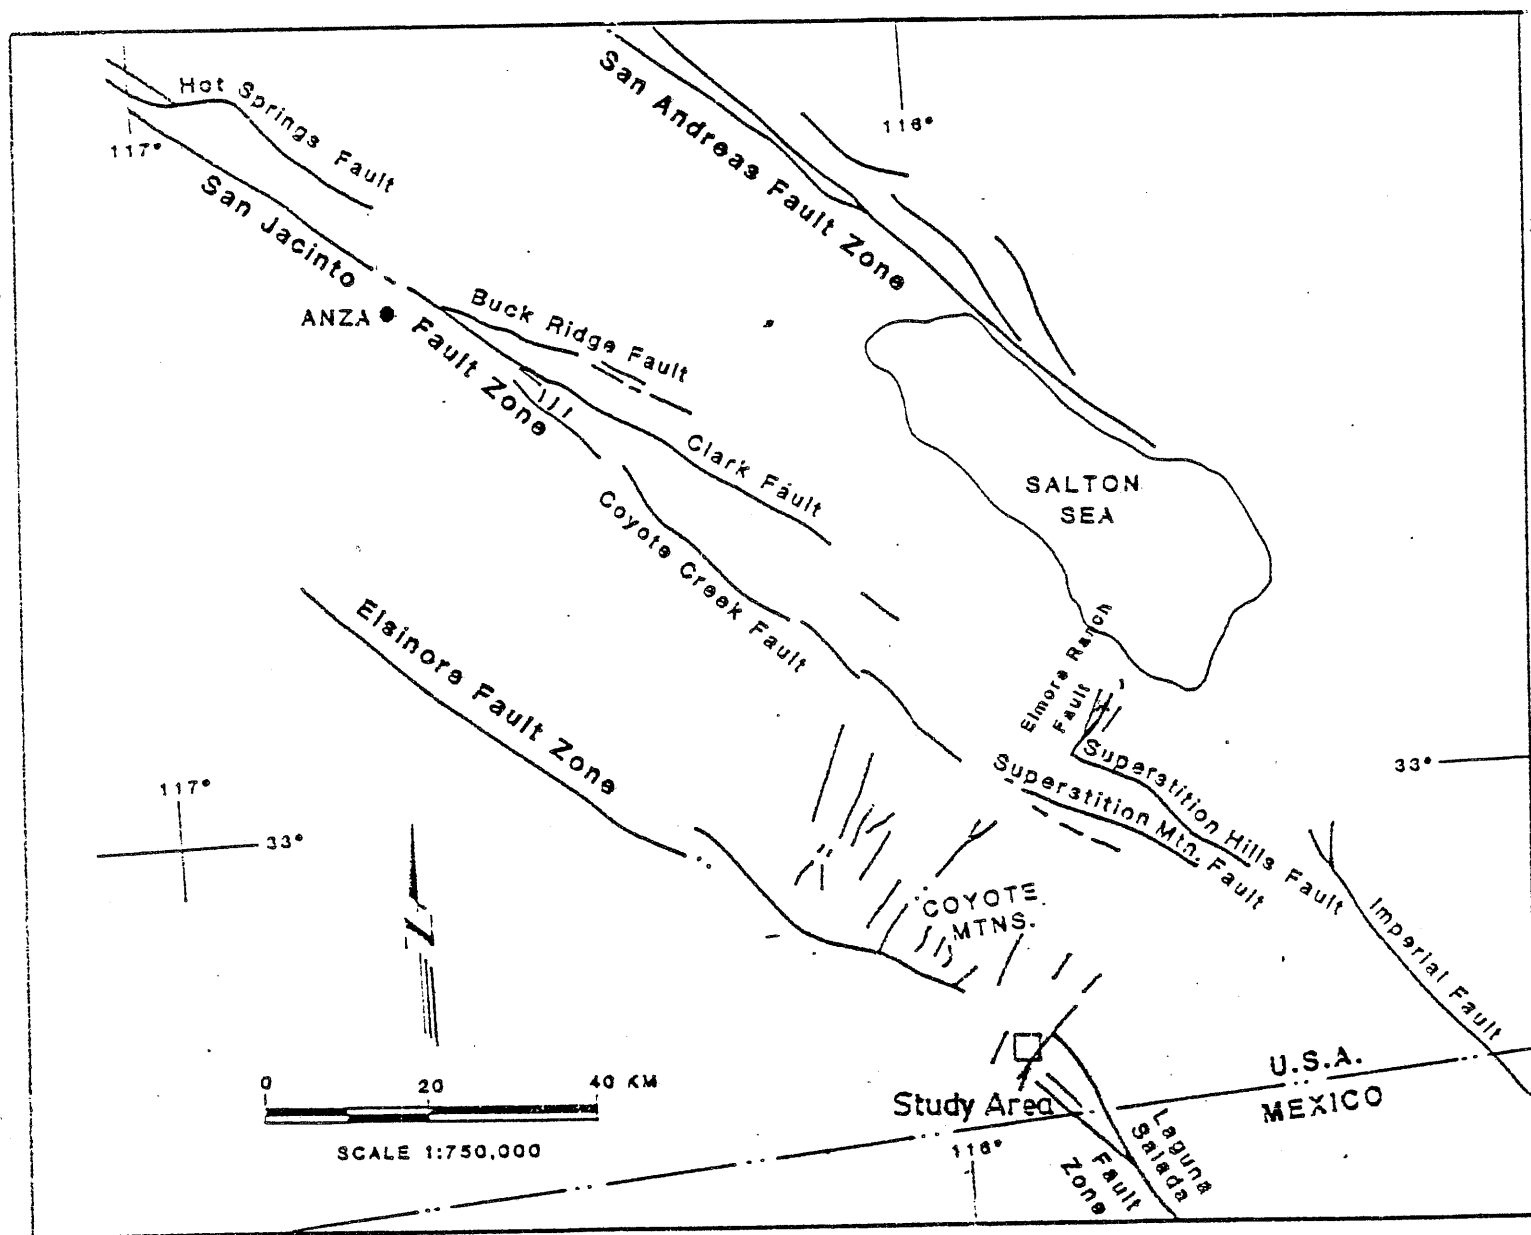 Hot Springs Fault
San Andreas Fault Zone
116°
117°
San Jacinto Fault Zone
ANZA
Buck Ridge Fault
Clark Fault
SALTON
SEA
Coyote Creek Fault
Elsinore Fault Zone
Elmore Ranch
Fault
Superstition Hills Fault
Superstition Mtn. Fault
33°
117°
33°
COYOTE
MTNS.
Imperial Fault
0 20 40 KM
SCALE 1:750,000
U.S.A.
MEXICO
Study Area
116°
Laguna
Salada
Fault
Zone